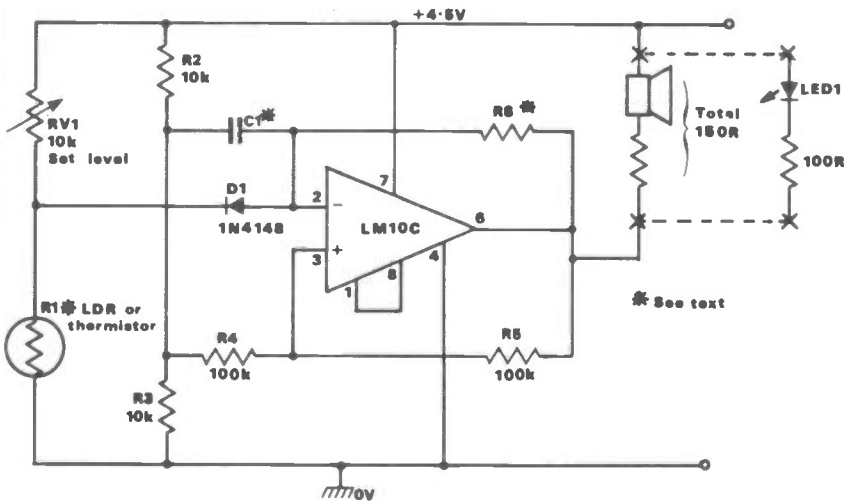 +4·5V
R2
10k
RV1
10k
Set level
C1*
R6 *
D1
1N4148
2
-
7
LM10C
6
3
+
4
8
1
R1* LDR or
thermistor
R4
100k
R5
100k
R3
10k
0V
Total
150R
LED1
100R
* See text